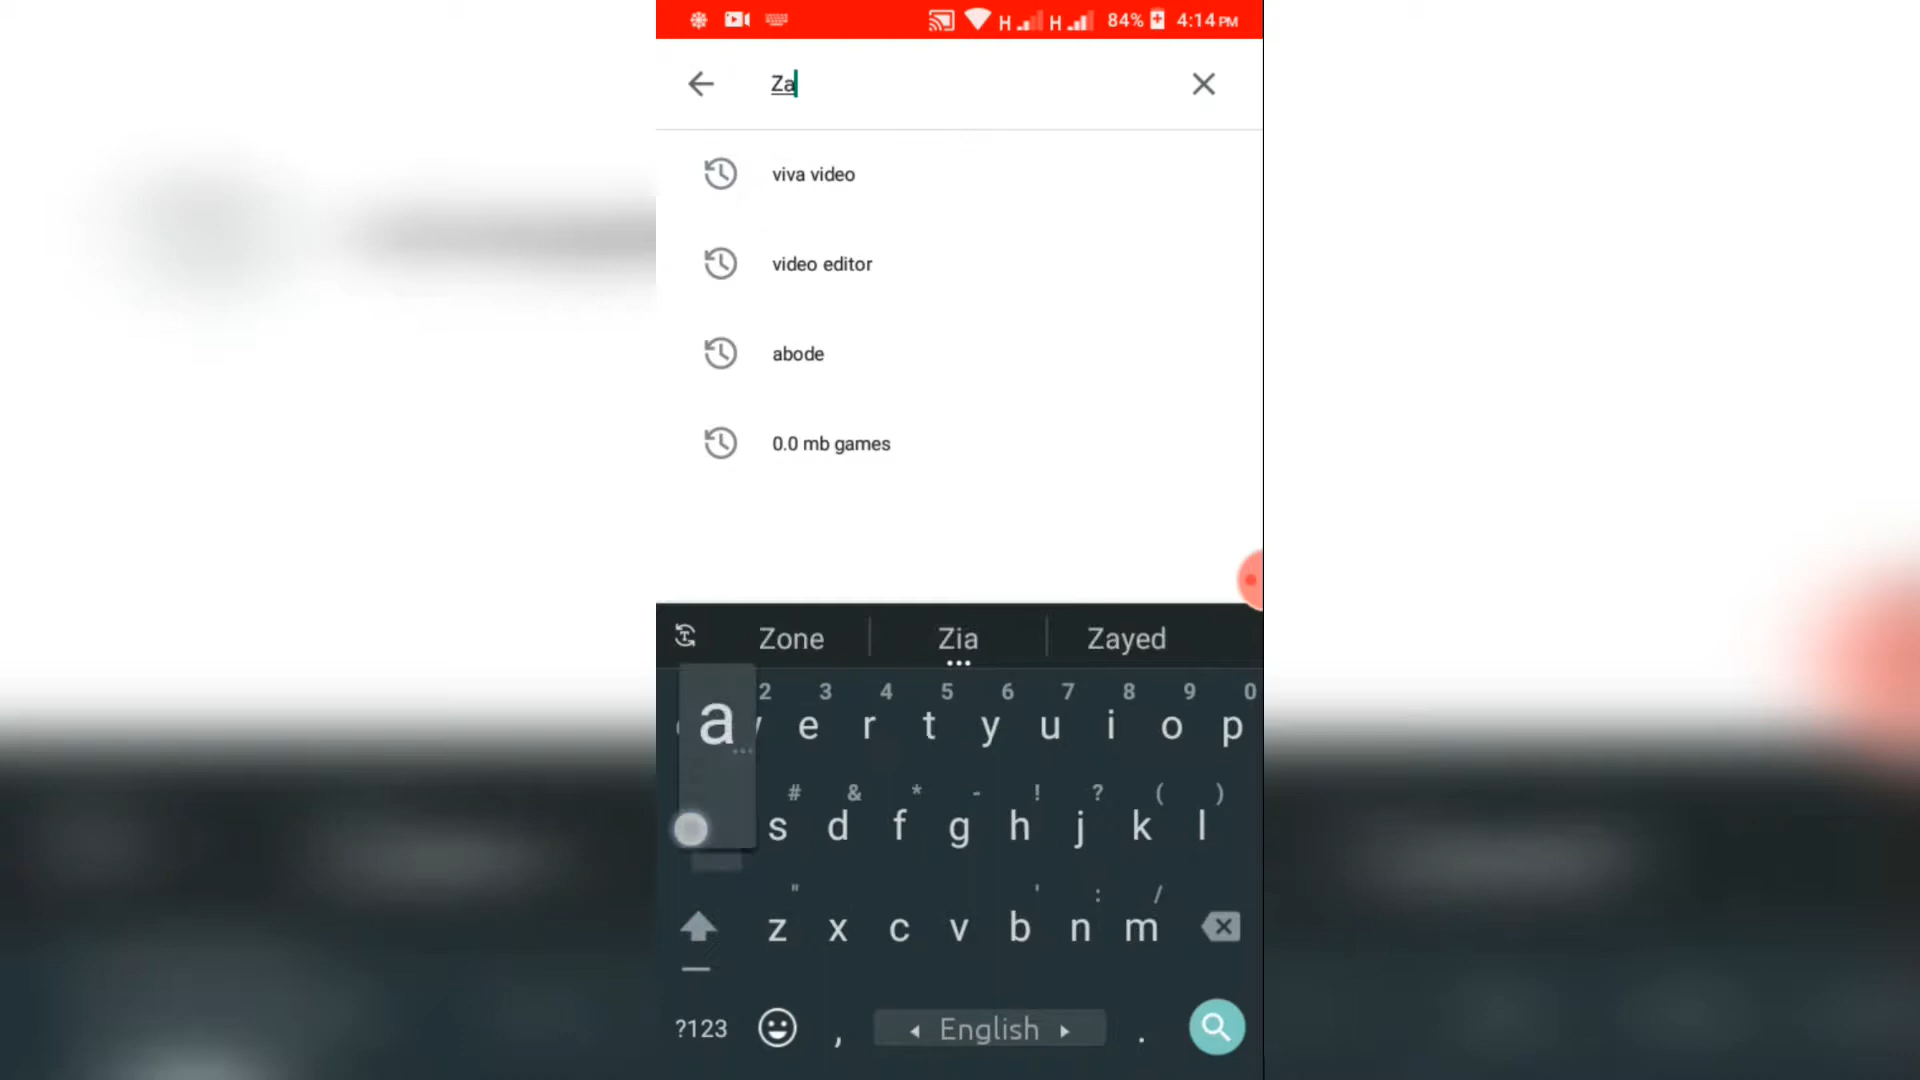 H H 84% 4:14 PM
Za
viva video
video editor
abode
0.0 mb games
Zone Zia Zayed
2 3 4 5 6 7 8 9 0
a e r t y u i o p
# & * - ! ? ( )
s d f g h j k l
" ' : /
z x c v b n m
?123 , English .